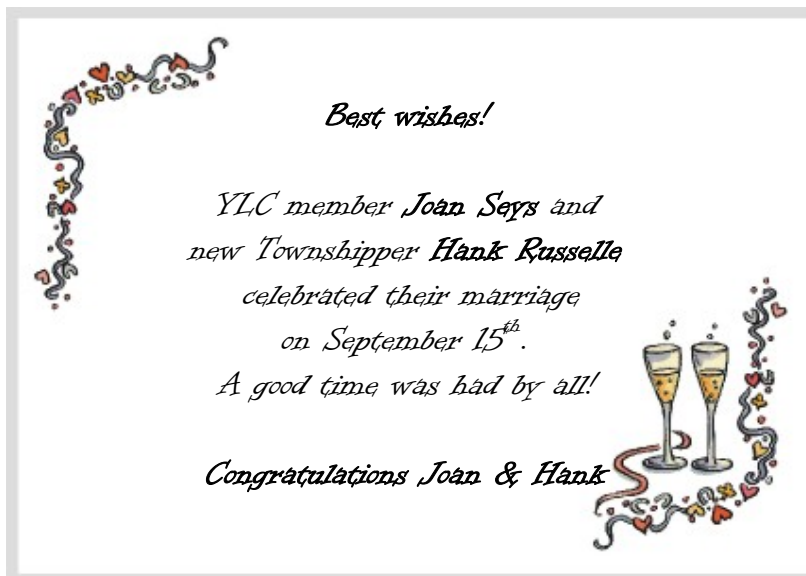 Best wishes!
YLC member Joan Seys and
new Townshipper Hank Russelle
celebrated their marriage
on September 15th.
A good time was had by all!
Congratulations Joan & Hank